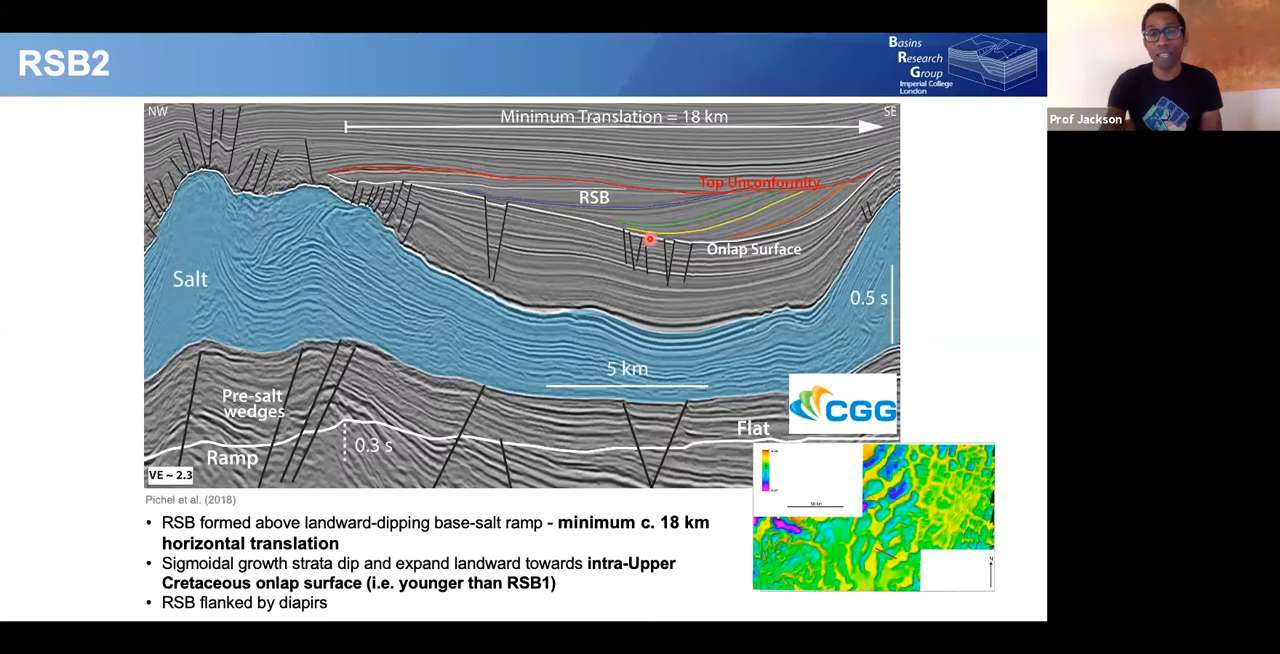 RSB2
Basins
Research
Group
Imperial College
London
Prof Jackson
NW
Minimum Translation = 18 km
SE
Top Unconformity
RSB
Onlap Surface
Salt
0.5 s
5 km
Pre-salt
wedges
CGG
Flat
0.3 s
Ramp
VE ~ 2.3
Pichel et al. (2018)
• RSB formed above landward-dipping base-salt ramp - minimum c. 18 km
horizontal translation
• Sigmoidal growth strata dip and expand landward towards intra-Upper
Cretaceous onlap surface (i.e. younger than RSB1)
• RSB flanked by diapirs